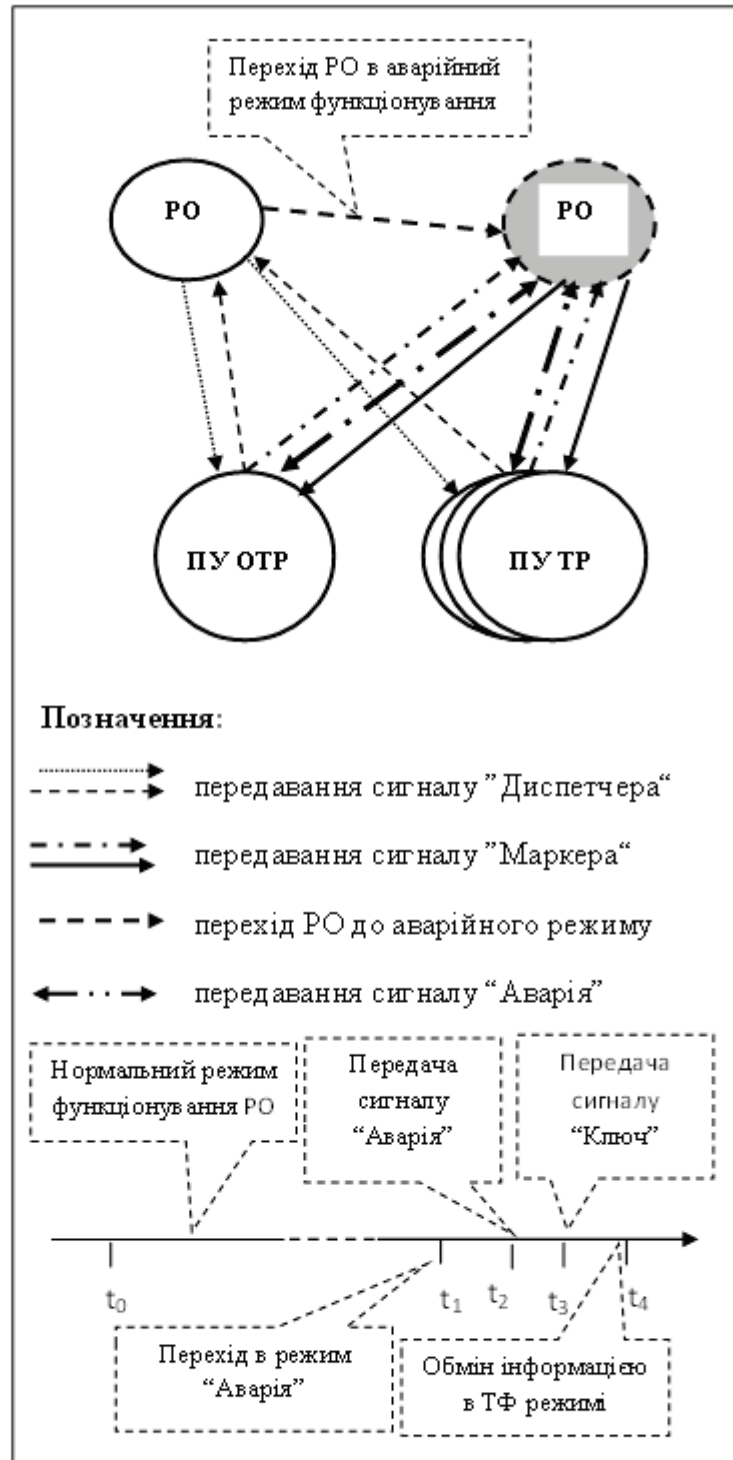 Перехід РО в аварійний
режим функціонування
РО
РО
ПУ ОТР
ПУ ТР
Позначення:
передавання сигналу ”Диспетчера“
передавання сигналу ”Маркера“
перехід РО до аварійного режиму
передавання сигналу “Аварія”
Нормальний режим
функціонування РО
Передача
сигналу
“Аварія”
Передача
сигналу
“Ключ”
t₀
t₁
t₂
t₃
t₄
Перехід в режим
“Аварія”
Обмін інформацією
в ТФ режимі